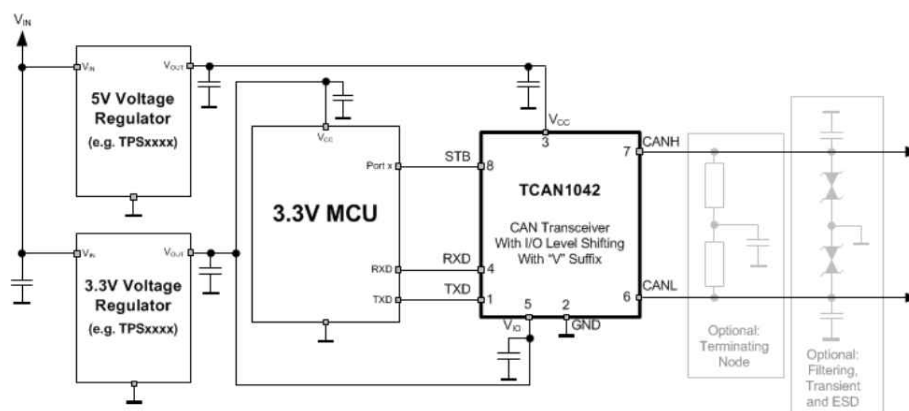 VIN
VIN
VOUT
5V Voltage
Regulator
(e.g. TPSxxxx)
VIN
VOUT
3.3V Voltage
Regulator
(e.g. TPSxxxx)
VCC
Port x
3.3V MCU
RXD
TXD
STB
RXD
TXD
VCC
3
8
7
TCAN1042
CAN Transceiver
With I/O Level Shifting
With "V" Suffix
4
1
5
2
6
VIO
GND
CANH
CANL
Optional:
Terminating
Node
Optional:
Filtering,
Transient
and ESD